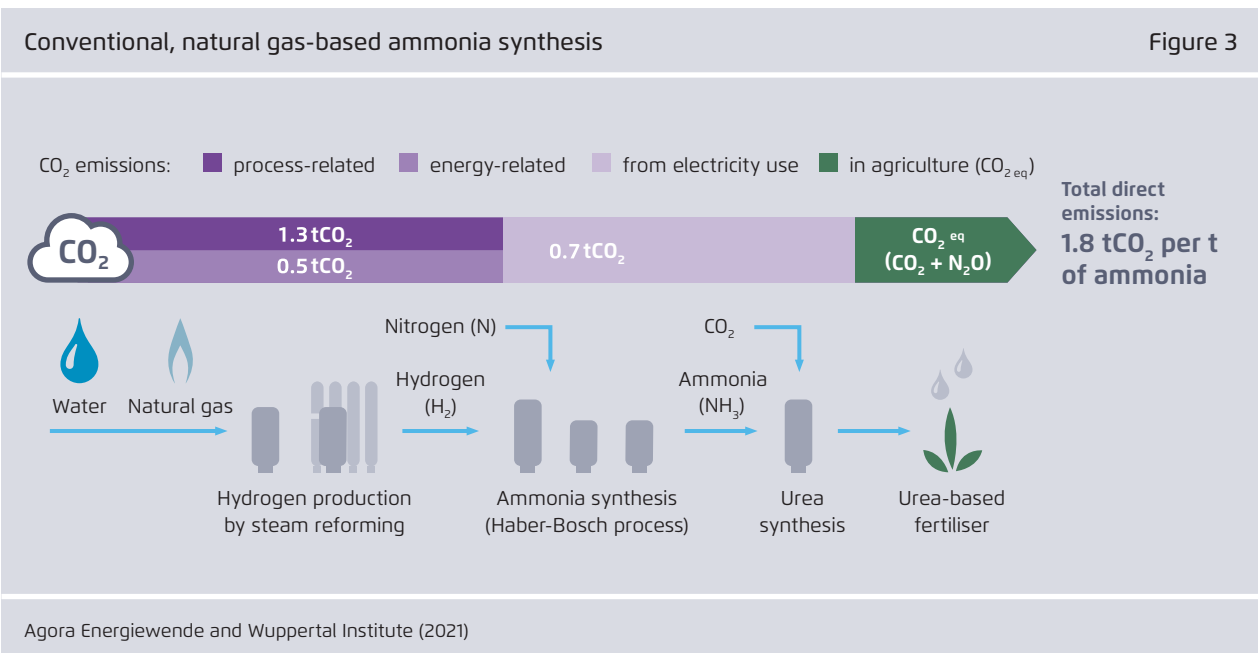 Conventional, natural gas-based ammonia synthesis
Figure 3
CO₂ emissions:
process-related
energy-related
from electricity use
in agriculture (CO₂ eq)
Total direct
emissions:
1.8 tCO₂ per t
of ammonia
CO₂
1.3 tCO₂
0.5 tCO₂
0.7 tCO₂
CO₂ eq
(CO₂ + N₂O)
Nitrogen (N)
CO₂
Water
Natural gas
Hydrogen
(H₂)
Ammonia
(NH₃)
Hydrogen production
by steam reforming
Ammonia synthesis
(Haber-Bosch process)
Urea
synthesis
Urea-based
fertiliser
Agora Energiewende and Wuppertal Institute (2021)